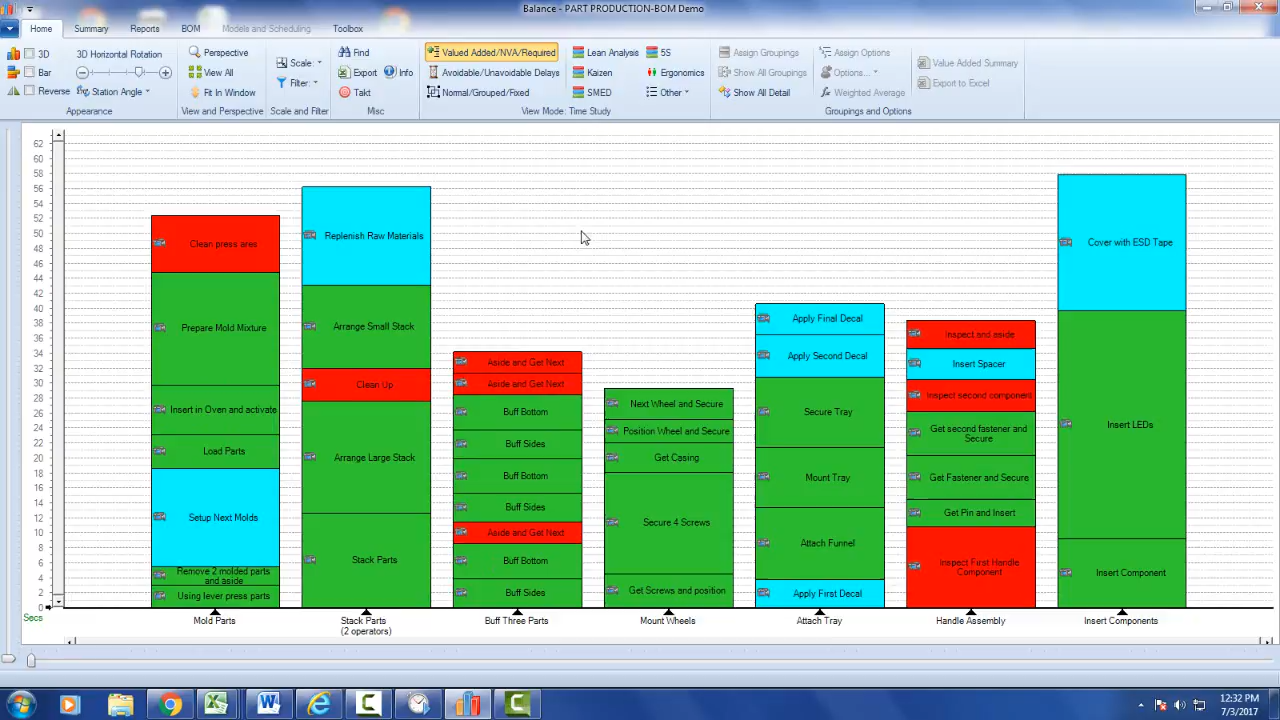 Balance - PART PRODUCTION-BOM Demo
Home Summary Reports BOM Models and Scheduling Toolbox
3D 3D Horizontal Rotation
Bar
Reverse Station Angle
Appearance
Perspective
View All
Fit In Window
View and Perspective
Scale:
Filter:
Scale and Filter
Find
Export Info
Takt
Misc
Valued Added/NVA/Required
Avoidable/Unavoidable Delays
Normal/Grouped/Fixed
Lean Analysis 5S
Kaizen Ergonomics
SMED Other
View Mode: Time Study
Assign Groupings Assign Options
Show All Groupings Options...
Show All Detail Weighted Average
Groupings and Options
Value Added Summary
Export to Excel
62
60
58
56
54
52
50
48
46
44
42
40
38
36
34
32
30
28
26
24
22
20
18
16
14
12
10
8
6
4
2
0
Secs
Clean press area
Prepare Mold Mixture
Insert in Oven and activate
Load Parts
Setup Next Molds
Remove 2 molded parts
and aside
Using lever press parts
Mold Parts
Replenish Raw Materials
Arrange Small Stack
Clean Up
Arrange Large Stack
Stack Parts
Stack Parts
(2 operators)
Aside and Get Next
Aside and Get Next
Buff Bottom
Buff Sides
Buff Bottom
Buff Sides
Aside and Get Next
Buff Bottom
Buff Sides
Buff Three Parts
Next Wheel and Secure
Position Wheel and Secure
Get Casing
Secure 4 Screws
Get Screws and position
Mount Wheels
Apply Final Decal
Apply Second Decal
Secure Tray
Mount Tray
Attach Funnel
Apply First Decal
Attach Tray
Inspect and aside
Insert Spacer
Inspect second component
Get second fastener and
Secure
Get Fastener and Secure
Get Pin and Insert
Inspect First Handle
Component
Handle Assembly
Cover with ESD Tape
Insert LEDs
Insert Component
Insert Components
12:32 PM
7/3/2017